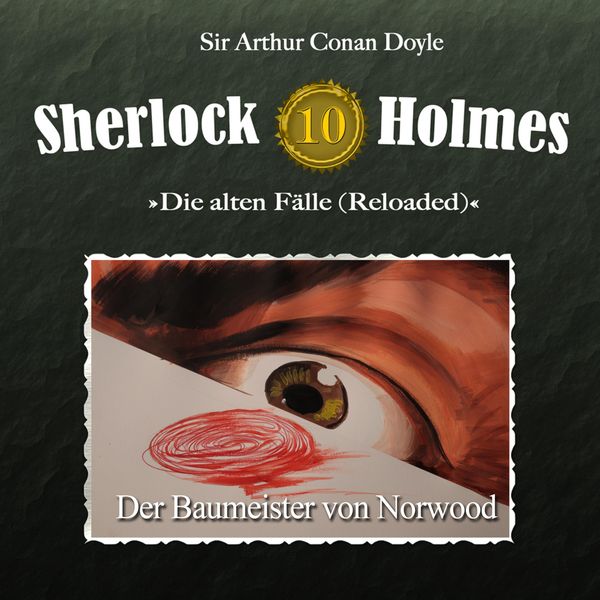 Sir Arthur Conan Doyle
Sherlock 10 Holmes
»Die alten Fälle (Reloaded)«
Der Baumeister von Norwood